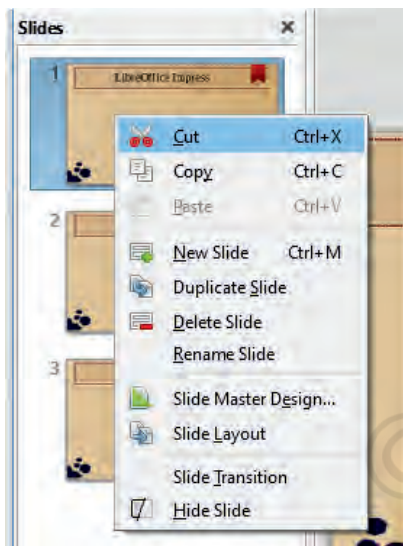 Slides
1
LibreOffice Impress
Cut Ctrl+X
Copy Ctrl+C
Paste Ctrl+V
2
New Slide Ctrl+M
Duplicate Slide
Delete Slide
Rename Slide
3
Slide Master Design...
Slide Layout
Slide Transition
Hide Slide